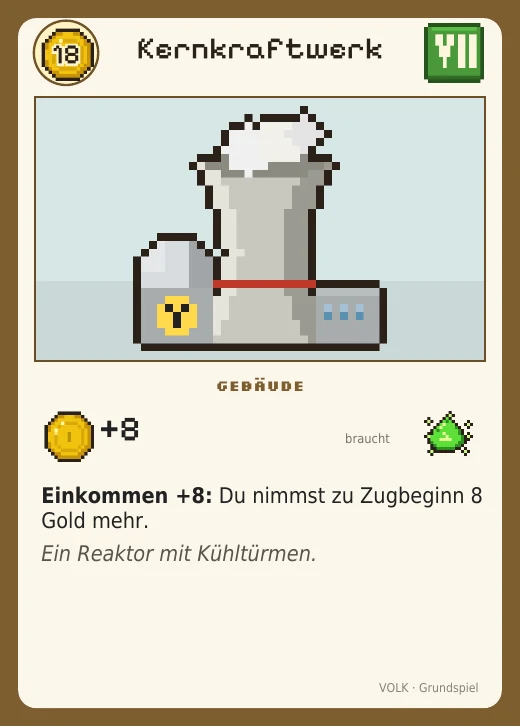 18
Kernkraftwerk
VII
GEBÄUDE
+8
braucht
Einkommen +8: Du nimmst zu Zugbeginn 8
Gold mehr.
Ein Reaktor mit Kühltürmen.
VOLK · Grundspiel